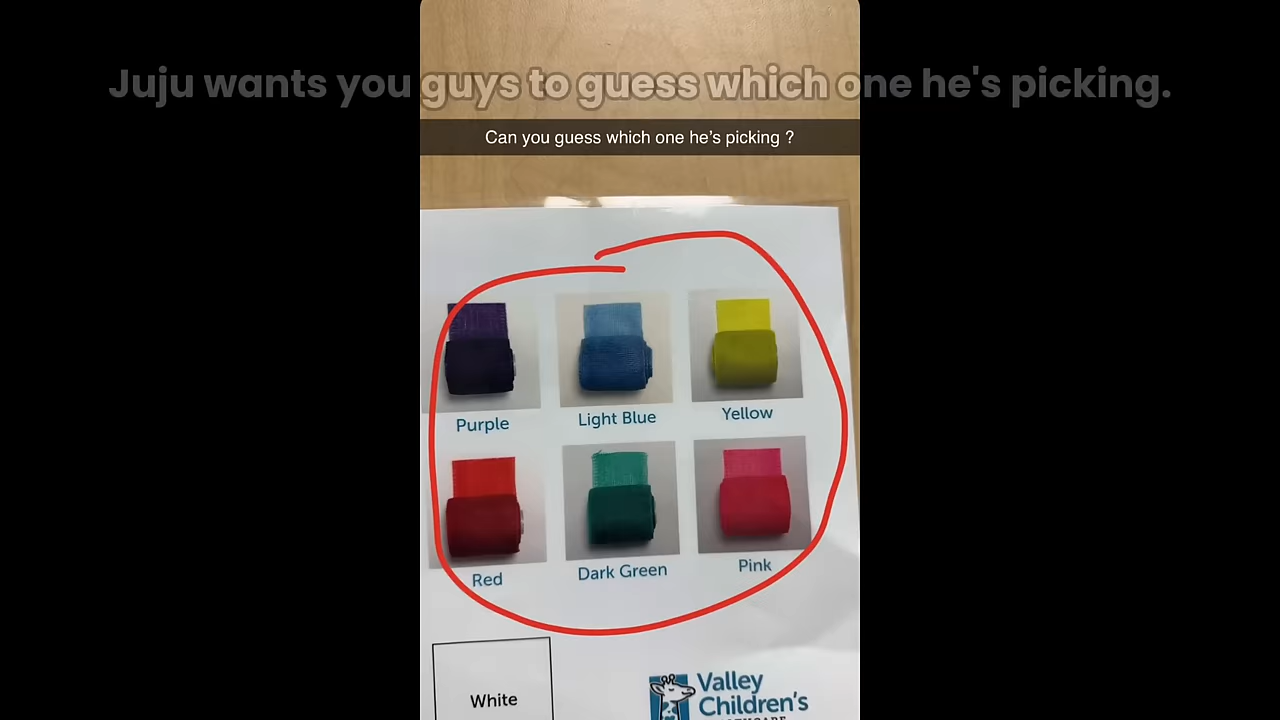 Juju wants you guys to guess which one he's picking.
Can you guess which one he's picking ?
Purple Light Blue Yellow
Red Dark Green Pink
White
Valley
Children's